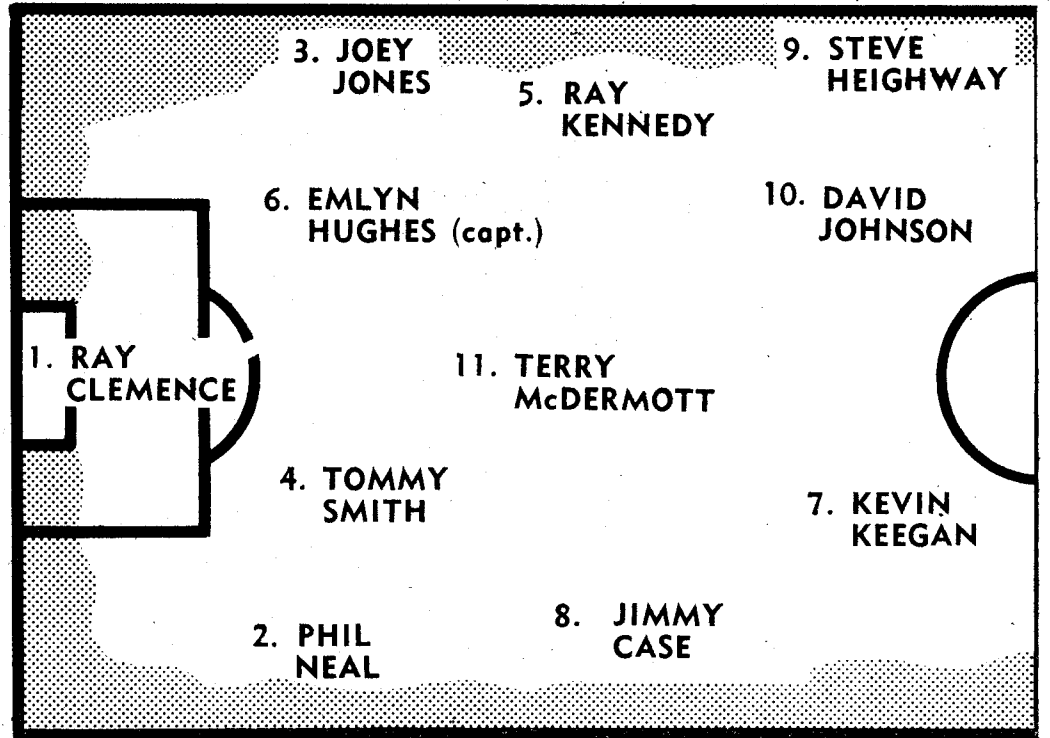 3. JOEY
JONES
9. STEVE
HEIGHWAY
5. RAY
KENNEDY
6. EMLYN
HUGHES (capt.)
10. DAVID
JOHNSON
1. RAY
CLEMENCE
11. TERRY
McDERMOTT
4. TOMMY
SMITH
7. KEVIN
KEEGAN
2. PHIL
NEAL
8. JIMMY
CASE